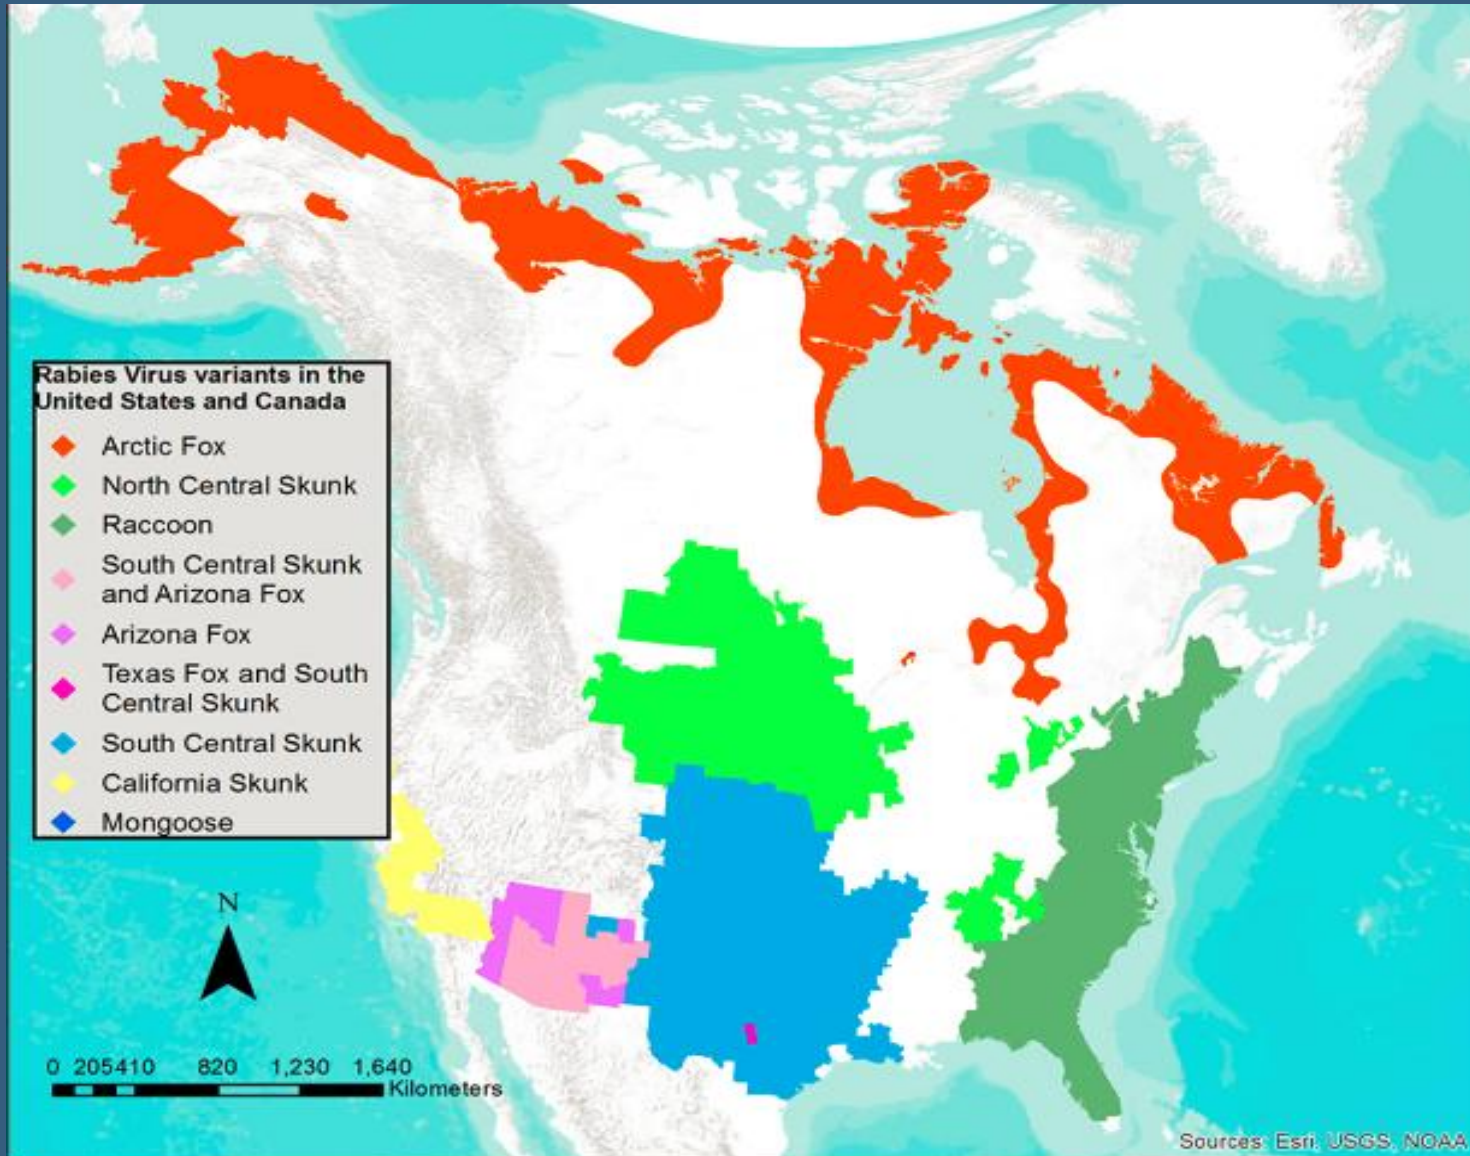 Rabies Virus variants in the
United States and Canada
Arctic Fox
North Central Skunk
Raccoon
South Central Skunk
and Arizona Fox
Arizona Fox
Texas Fox and South
Central Skunk
South Central Skunk
California Skunk
Mongoose
N
0 205410 820 1,230 1,640
Kilometers
Sources: Esri, USGS, NOAA